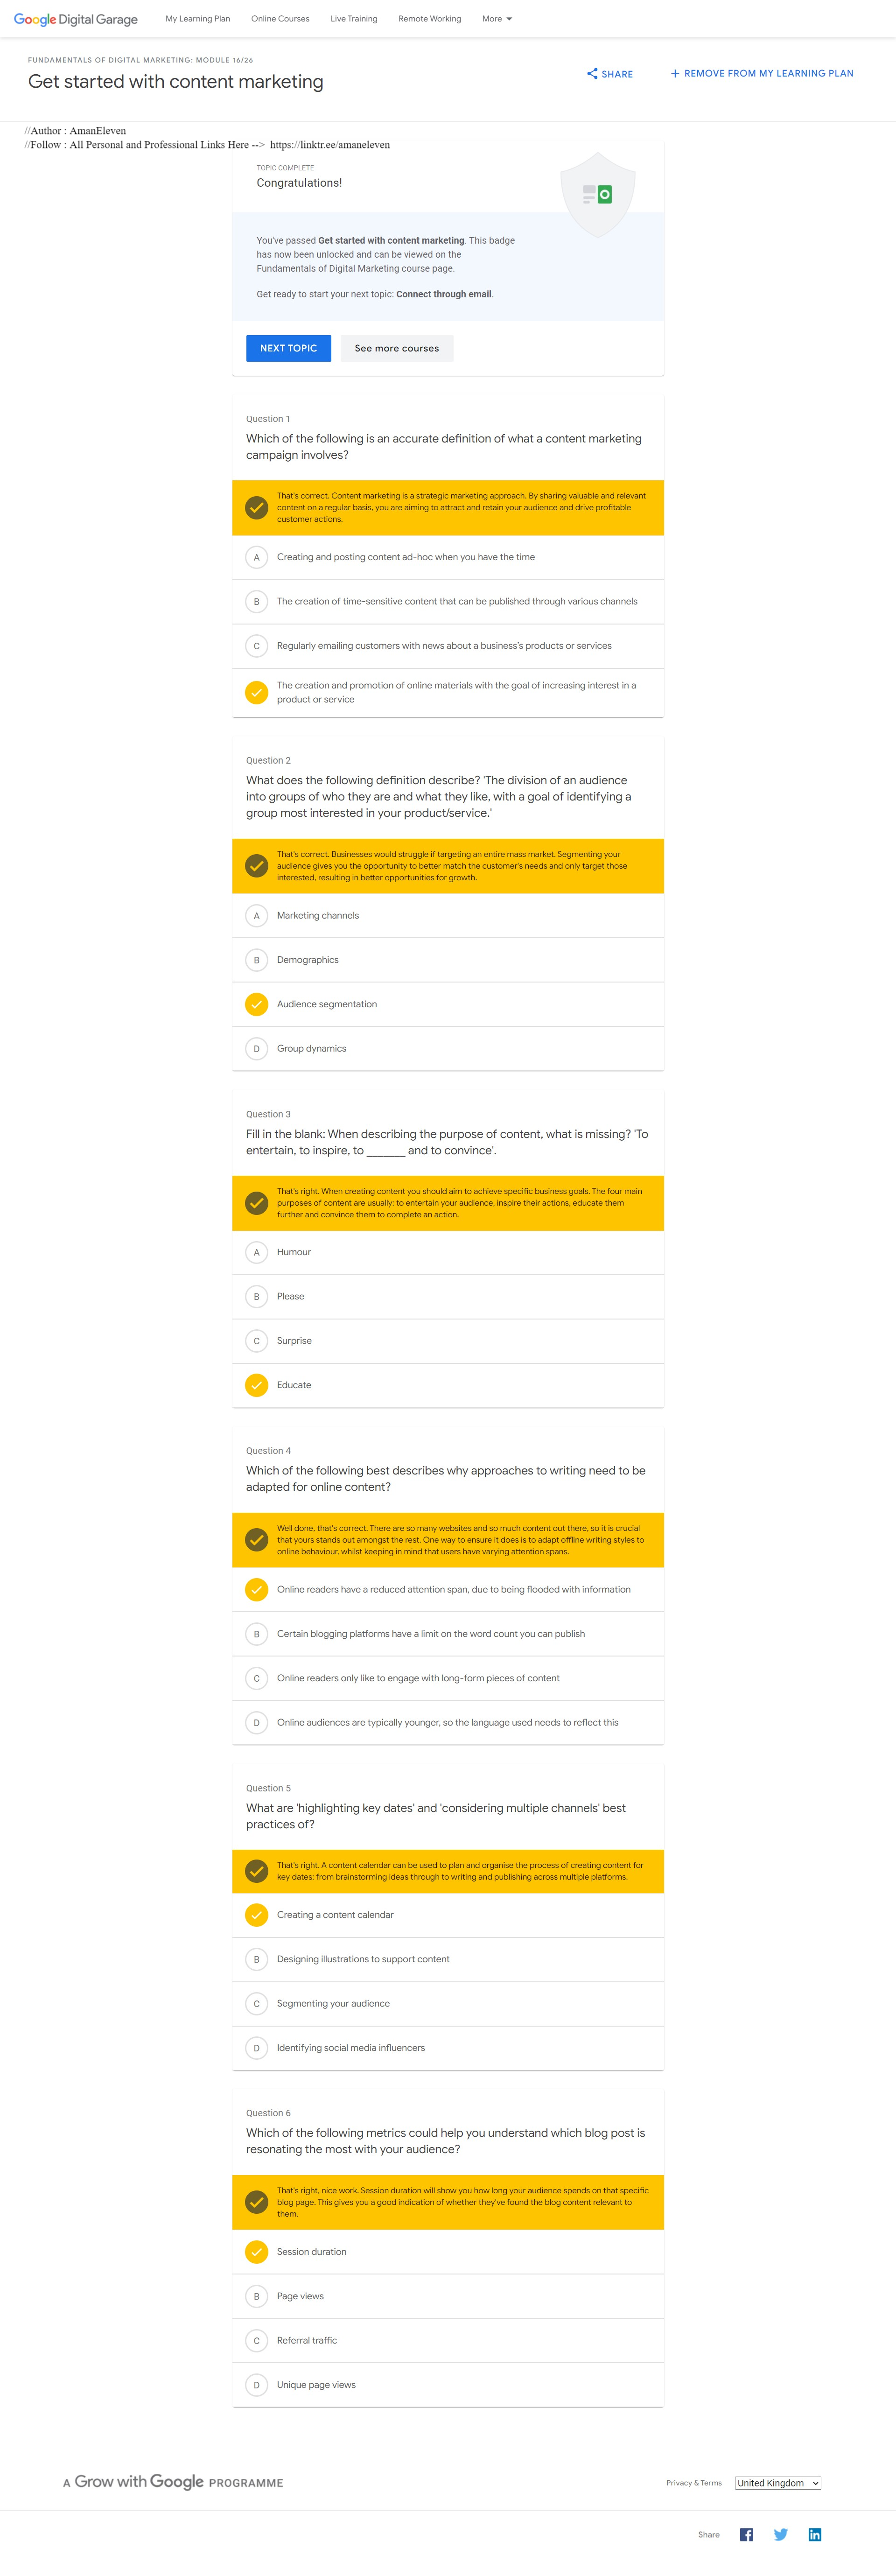 Google Digital Garage My Learning Plan Online Courses Live Training Remote Working More
FUNDAMENTALS OF DIGITAL MARKETING: MODULE 16/26
Get started with content marketing
SHARE
REMOVE FROM MY LEARNING PLAN
//Author : AmanEleven
//Follow : All Personal and Professional Links Here --> https://linktr.ee/amaneleven
TOPIC COMPLETE
Congratulations!
You've passed Get started with content marketing. This badge
has now been unlocked and can be viewed on the
Fundamentals of Digital Marketing course page.
Get ready to start your next topic: Connect through email.
NEXT TOPIC See more courses
Question 1
Which of the following is an accurate definition of what a content marketing
campaign involves?
That's correct. Content marketing is a strategic marketing approach. By sharing valuable and relevant
content on a regular basis, you are aiming to attract and retain your audience and drive profitable
customer actions.
A Creating and posting content ad-hoc when you have the time
B The creation of time-sensitive content that can be published through various channels
C Regularly emailing customers with news about a business's products or services
The creation and promotion of online materials with the goal of increasing interest in a
product or service
Question 2
What does the following definition describe? 'The division of an audience
into groups of who they are and what they like, with a goal of identifying a
group most interested in your product/service.'
That's correct. Businesses would struggle if targeting an entire mass market. Segmenting your
audience gives you the opportunity to better match the customer's needs and only target those
interested, resulting in better opportunities for growth.
A Marketing channels
B Demographics
Audience segmentation
D Group dynamics
Question 3
Fill in the blank: When describing the purpose of content, what is missing? 'To
entertain, to inspire, to ______ and to convince'.
That's right. When creating content you should aim to achieve specific business goals. The four main
purposes of content are usually: to entertain your audience, inspire their actions, educate them
further and convince them to complete an action.
A Humour
B Please
C Surprise
Educate
Question 4
Which of the following best describes why approaches to writing need to be
adapted for online content?
Well done, that's correct. There are so many websites and so much content out there, so it is crucial
that yours stands out amongst the rest. One way to ensure it does is to adapt offline writing styles to
online behaviour, whilst keeping in mind that users have varying attention spans.
Online readers have a reduced attention span, due to being flooded with information
B Certain blogging platforms have a limit on the word count you can publish
C Online readers only like to engage with long-form pieces of content
D Online audiences are typically younger, so the language used needs to reflect this
Question 5
What are 'highlighting key dates' and 'considering multiple channels' best
practices of?
That's right. A content calendar can be used to plan and organise the process of creating content for
key dates: from brainstorming ideas through to writing and publishing across multiple platforms.
Creating a content calendar
B Designing illustrations to support content
C Segmenting your audience
D Identifying social media influencers
Question 6
Which of the following metrics could help you understand which blog post is
resonating the most with your audience?
That's right, nice work. Session duration will show you how long your audience spends on that specific
blog page. This gives you a good indication of whether they've found the blog content relevant to
them.
Session duration
B Page views
C Referral traffic
D Unique page views
A Grow with Google PROGRAMME
Privacy & Terms United Kingdom
Share